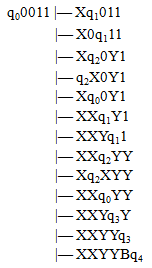 q₀0011 |— Xq₁011
|— X0q₁11
|— Xq₂0Y1
|— q₂X0Y1
|— Xq₀0Y1
|— XXq₁Y1
|— XXYq₁1
|— XXq₂YY
|— Xq₂XYY
|— XXq₀YY
|— XXYq₃Y
|— XXYYq₃
|— XXYYBq₄